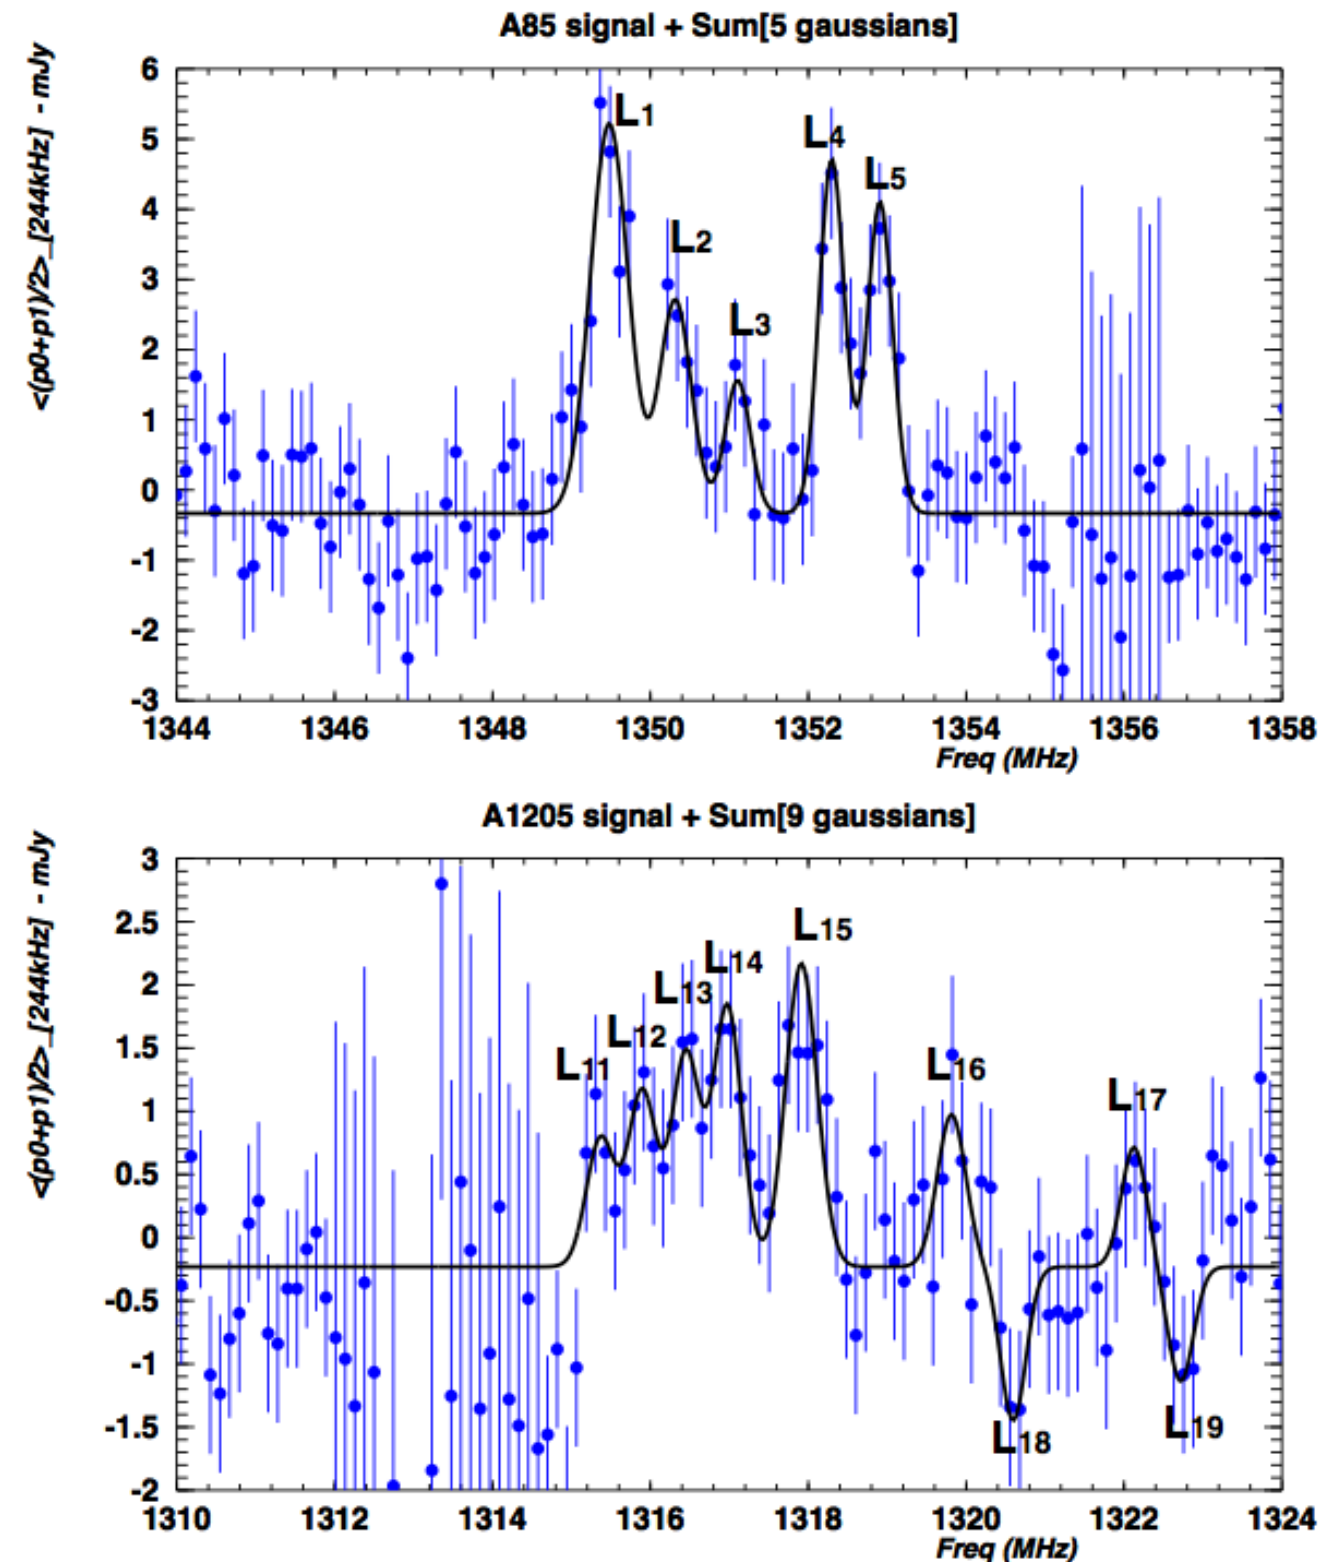 A85 signal + Sum[5 gaussians]
<(p0+p1)/2>_[244kHz] - mJy
6
5
4
3
2
1
0
-1
-2
-3
L1
L2
L3
L4
L5
1344 1346 1348 1350 1352 1354 1356 1358
Freq (MHz)
A1205 signal + Sum[9 gaussians]
<(p0+p1)/2>_[244kHz] - mJy
3
2.5
2
1.5
1
0.5
0
-0.5
-1
-1.5
-2
L11
L12
L13
L14
L15
L16
L17
L18
L19
1310 1312 1314 1316 1318 1320 1322 1324
Freq (MHz)